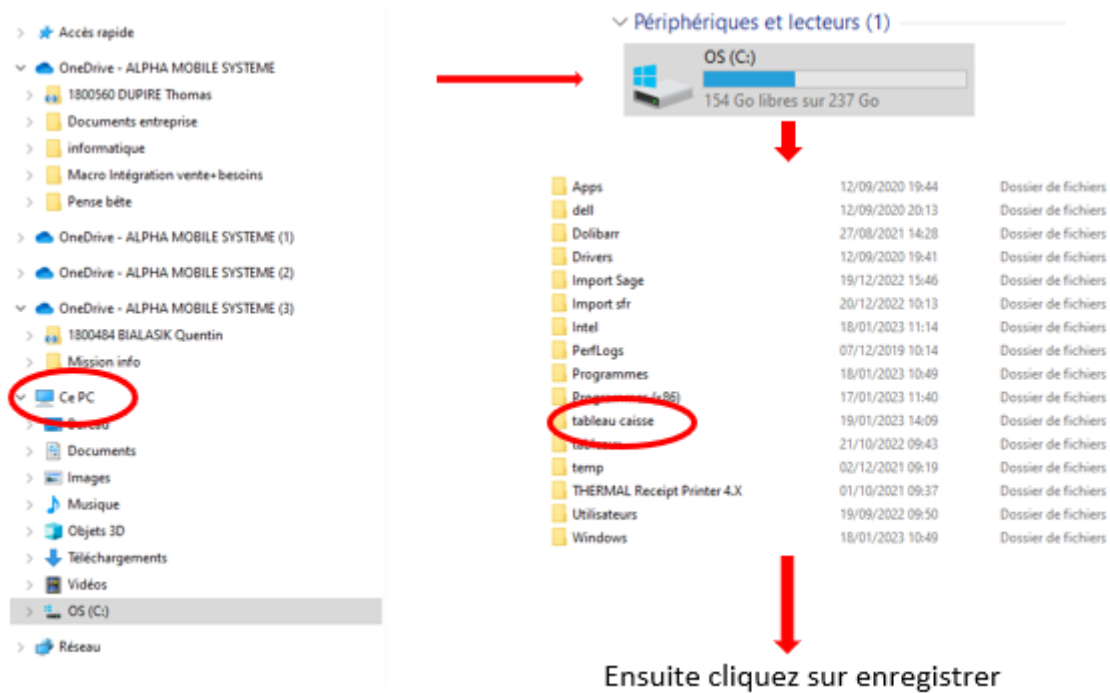 Accès rapide
OneDrive - ALPHA MOBILE SYSTEME
1800560 DUPIRE Thomas
Documents entreprise
informatique
Macro Intégration vente+besoins
Pense bête
OneDrive - ALPHA MOBILE SYSTEME (1)
OneDrive - ALPHA MOBILE SYSTEME (2)
OneDrive - ALPHA MOBILE SYSTEME (3)
1800484 BIALASIK Quentin
Mission info
Ce PC
Bureau
Documents
Images
Musique
Objets 3D
Téléchargements
Vidéos
OS (C:)
Réseau
Périphériques et lecteurs (1)
OS (C:)
154 Go libres sur 237 Go
Apps 12/09/2020 19:44 Dossier de fichiers
dell 12/09/2020 20:13 Dossier de fichiers
Dolibarr 27/08/2021 14:28 Dossier de fichiers
Drivers 12/09/2020 19:41 Dossier de fichiers
Import Sage 19/12/2022 15:46 Dossier de fichiers
Import sfr 20/12/2022 10:13 Dossier de fichiers
Intel 18/01/2023 11:14 Dossier de fichiers
PerfLogs 07/12/2019 10:14 Dossier de fichiers
Programmes 18/01/2023 10:49 Dossier de fichiers
Programmes (x86) 17/01/2023 11:40 Dossier de fichiers
tableau caisse 19/01/2023 14:09 Dossier de fichiers
21/10/2022 09:43 Dossier de fichiers
temp 02/12/2021 09:19 Dossier de fichiers
THERMAL Receipt Printer 4.X 01/10/2021 09:37 Dossier de fichiers
Utilisateurs 19/09/2022 09:50 Dossier de fichiers
Windows 18/01/2023 10:49 Dossier de fichiers
Ensuite cliquez sur enregistrer